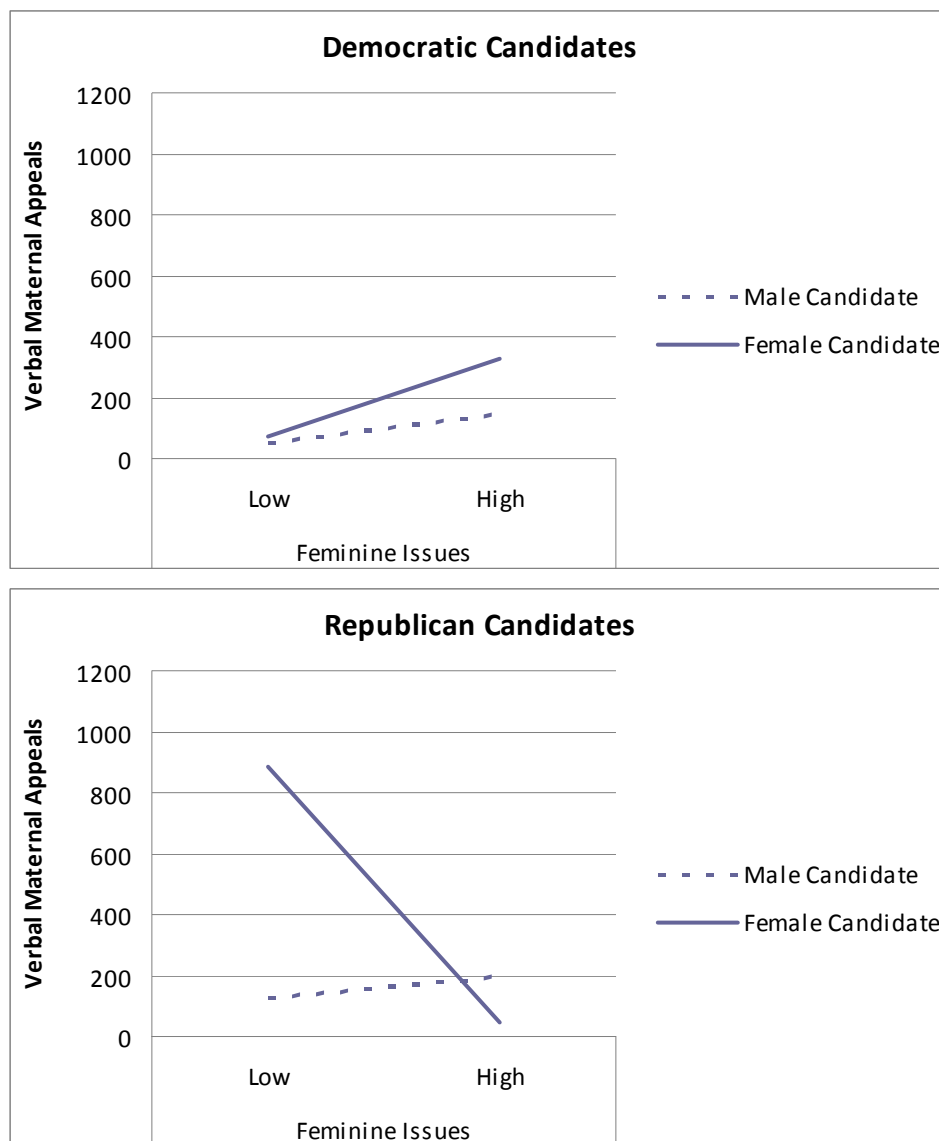 Democratic Candidates
Verbal Maternal Appeals
1200
1000
800
600
400
200
0
Low High
Feminine Issues
Male Candidate
Female Candidate
Republican Candidates
Verbal Maternal Appeals
1200
1000
800
600
400
200
0
Low High
Feminine Issues
Male Candidate
Female Candidate